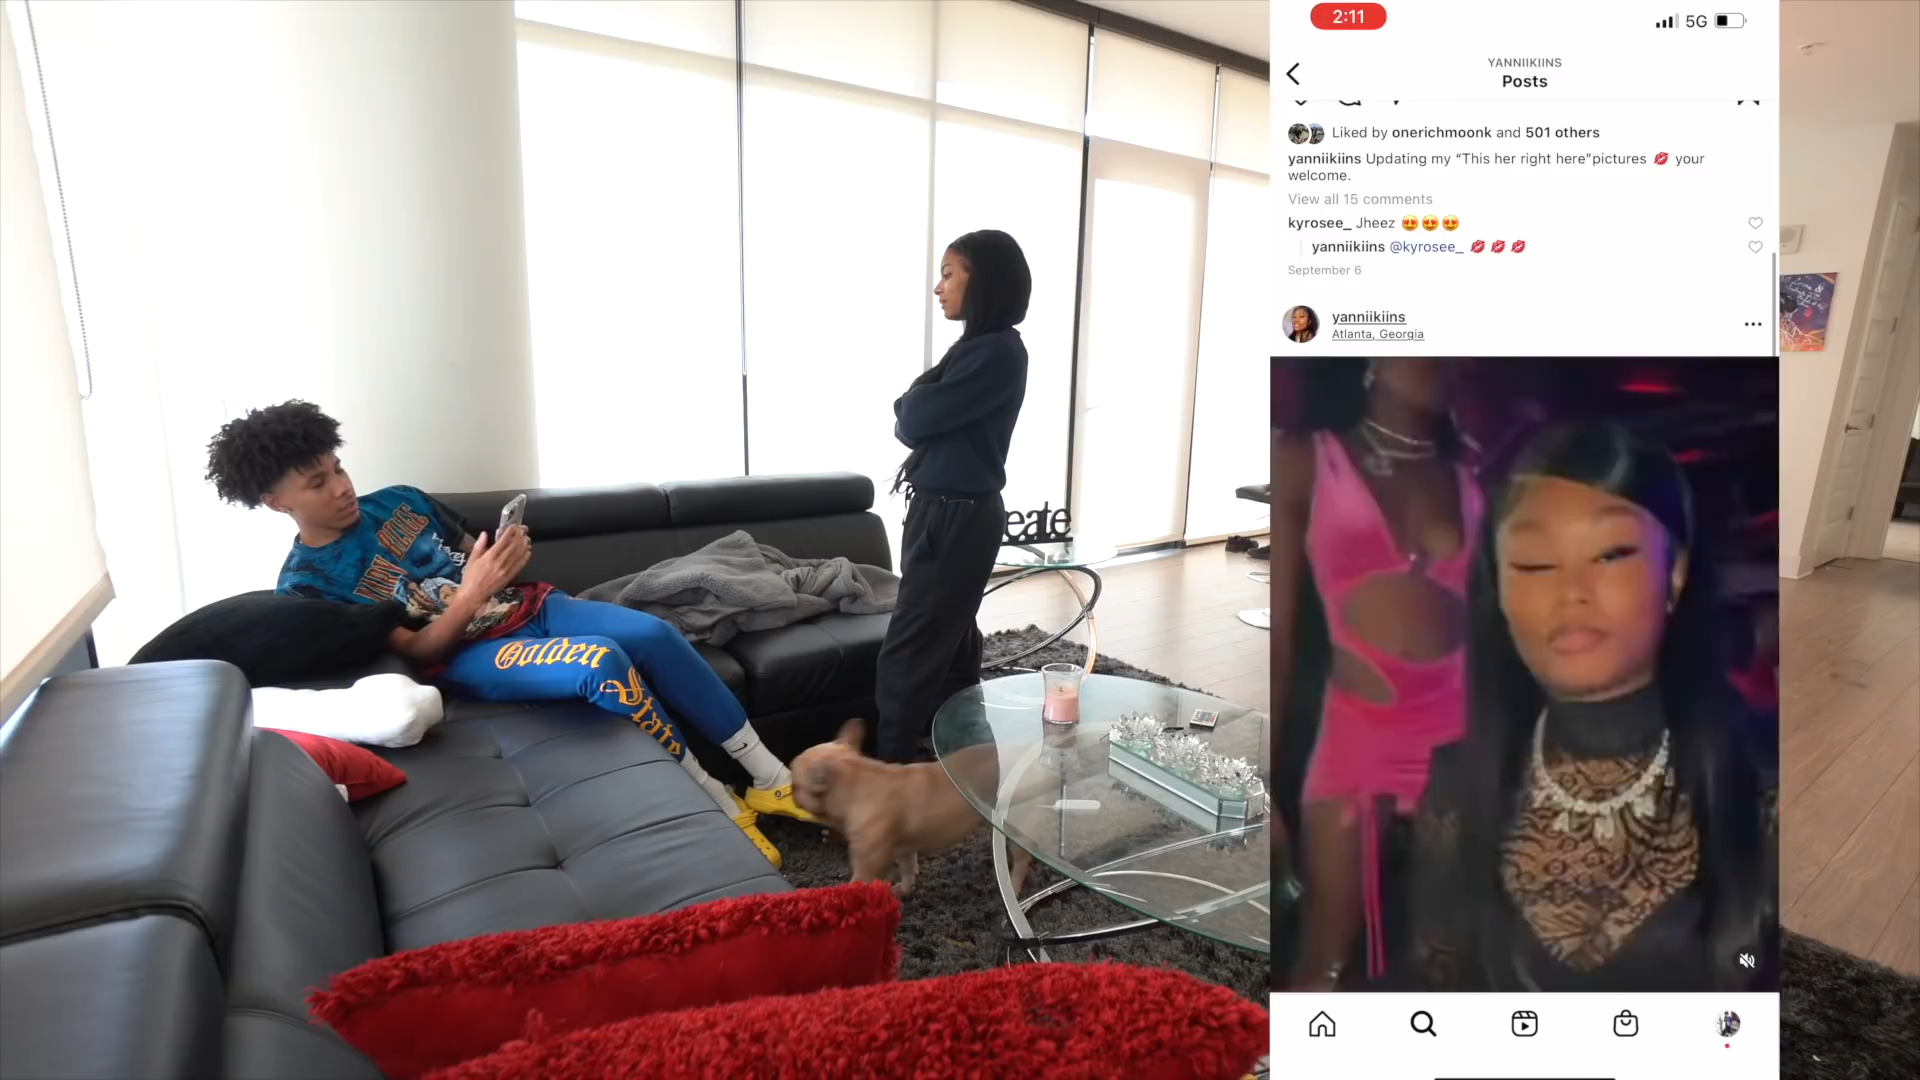 2:11
5G
YANNIIKIINS
Posts
Liked by onerichmoonk and 501 others
yanniikiins Updating my “This her right here”pictures 💋 your
welcome.
View all 15 comments
kyrosee_ Jheez 😍😍😍
yanniikiins @kyrosee_ 💋💋💋
September 6
yanniikiins
Atlanta, Georgia
eate
Golden
State